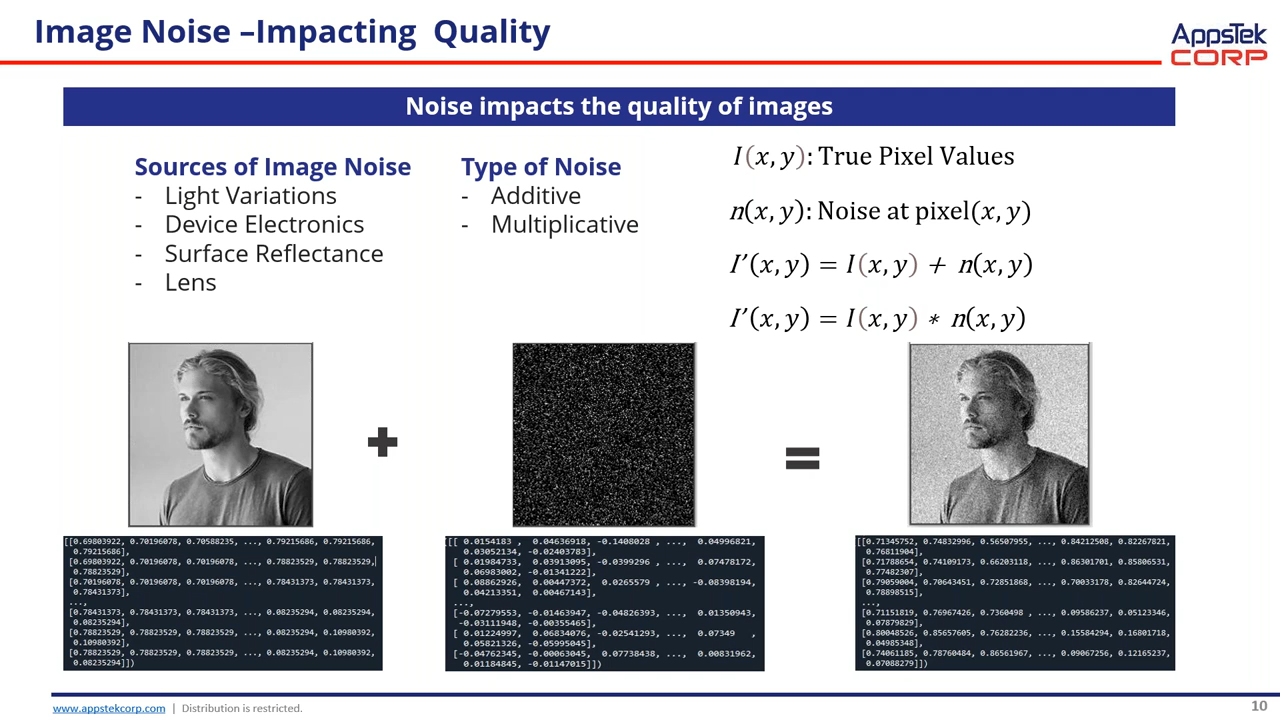 Image Noise –Impacting  Quality
AppsTek
CORP
Noise impacts the quality of images
Sources of Image Noise
- Light Variations
- Device Electronics
- Surface Reflectance
- Lens
Type of Noise
- Additive
- Multiplicative
I(x, y): True Pixel Values
n(x, y): Noise at pixel(x, y)
I′(x, y) = I(x, y) + n(x, y)
I′(x, y) = I(x, y) ∗ n(x, y)
+
=
[[0.69803922, 0.70196078, 0.70588235, ..., 0.79215686, 0.79215686,
0.79215686],
[0.69803922, 0.70196078, 0.70196078, ..., 0.78823529, 0.78823529,
0.78823529],
[0.70196078, 0.70196078, 0.70196078, ..., 0.78431373, 0.78431373,
0.78431373],
...,
[0.78431373, 0.78431373, 0.78431373, ..., 0.08235294, 0.08235294,
0.08235294],
[0.78823529, 0.78823529, 0.78823529, ..., 0.08235294, 0.10980392,
0.10980392],
[0.78823529, 0.78823529, 0.78823529, ..., 0.08235294, 0.10980392,
0.08235294]])
[[ 0.0154183 , 0.04636918, -0.1408028 , ..., 0.04996821,
0.03052134, -0.02403783],
[ 0.01984733, 0.03913095, -0.0399296 , ..., 0.07478172,
0.06983002, -0.01341222],
[ 0.08862926, 0.00447372, 0.0265579 , ..., -0.08398194,
0.04213351, 0.00467143],
...,
[-0.07279553, -0.01463947, -0.04826393, ..., 0.01350943,
-0.03111948, -0.00355465],
[ 0.01224997, 0.06834076, -0.02541293, ..., 0.07349   ,
0.05821326, -0.05995045],
[-0.04762345, -0.00063045, 0.07738438, ..., 0.00831962,
0.01184845, -0.01147015]])
[[0.71345752, 0.74832996, 0.56507955, ..., 0.84212508, 0.82267821,
0.76811904],
[0.71788654, 0.74109173, 0.66203118, ..., 0.86301701, 0.85806531,
0.77482307],
[0.79059004, 0.70643451, 0.72851868, ..., 0.70033178, 0.82644724,
0.78898515],
...,
[0.71151819, 0.76967426, 0.7360498 , ..., 0.09586237, 0.05123346,
0.07879829],
[0.80048526, 0.85657605, 0.76282236, ..., 0.15584294, 0.16801718,
0.04985348],
[0.74061185, 0.78760484, 0.86561967, ..., 0.09067256, 0.12165237,
0.07088279]])
www.appstekcorp.com | Distribution is restricted.
10